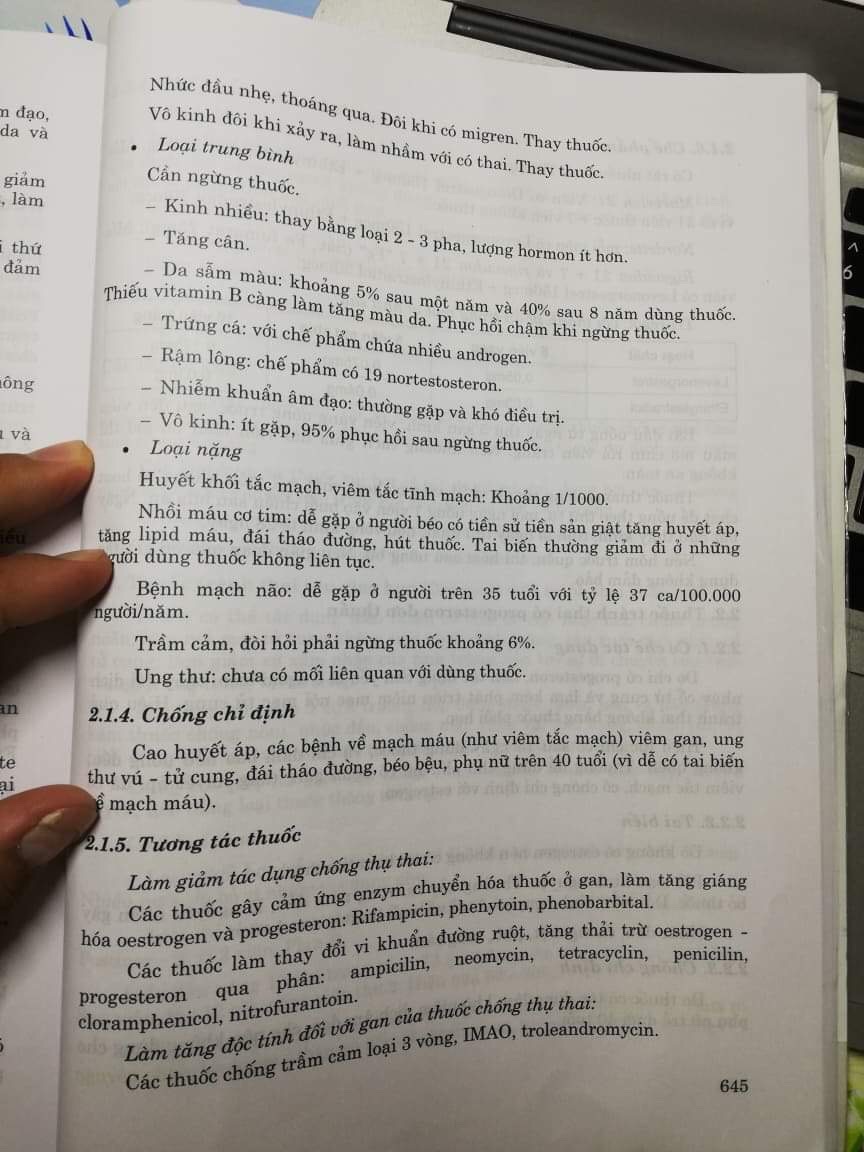 Nhức đầu nhẹ, thoáng qua. Đôi khi có migren. Thay thuốc.
Vô kinh đôi khi xảy ra, làm nhầm với có thai. Thay thuốc.
• Loại trung bình
Cần ngừng thuốc.
– Kinh nhiều: thay bằng loại 2 - 3 pha, lượng hormon ít hơn.
– Tăng cân.
– Da sẫm màu: khoảng 5% sau một năm và 40% sau 8 năm dùng thuốc.
Thiếu vitamin B càng làm tăng màu da. Phục hồi chậm khi ngừng thuốc.
– Trứng cá: với chế phẩm chứa nhiều androgen.
– Rậm lông: chế phẩm có 19 nortestosteron.
– Nhiễm khuẩn âm đạo: thường gặp và khó điều trị.
– Vô kinh: ít gặp, 95% phục hồi sau ngừng thuốc.
• Loại nặng
Huyết khối tắc mạch, viêm tắc tĩnh mạch: Khoảng 1/1000.
Nhồi máu cơ tim: dễ gặp ở người béo có tiền sử tiền sản giật tăng huyết áp,
tăng lipid máu, đái tháo đường, hút thuốc. Tai biến thường giảm đi ở những
người dùng thuốc không liên tục.
Bệnh mạch não: dễ gặp ở người trên 35 tuổi với tỷ lệ 37 ca/100.000
người/năm.
Trầm cảm, đòi hỏi phải ngừng thuốc khoảng 6%.
Ung thư: chưa có mối liên quan với dùng thuốc.
2.1.4. Chống chỉ định
Cao huyết áp, các bệnh về mạch máu (như viêm tắc mạch) viêm gan, ung
thư vú – tử cung, đái tháo đường, béo bệu, phụ nữ trên 40 tuổi (vì dễ có tai biến
về mạch máu).
2.1.5. Tương tác thuốc
Làm giảm tác dụng chống thụ thai:
Các thuốc gây cảm ứng enzym chuyển hóa thuốc ở gan, làm tăng giáng
hóa oestrogen và progesteron: Rifampicin, phenytoin, phenobarbital.
Các thuốc làm thay đổi vi khuẩn đường ruột, tăng thải trừ oestrogen -
progesteron qua phân: ampicilin, neomycin, tetracyclin, penicilin,
cloramphenicol, nitrofurantoin.
Làm tăng độc tính đối với gan của thuốc chống thụ thai:
Các thuốc chống trầm cảm loại 3 vòng, IMAO, troleandromycin.
645